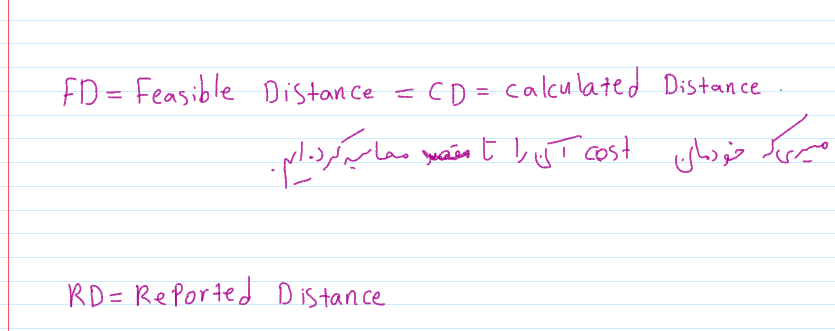 FD = Feasible Distance = CD = Calculated Distance.
مسیری که خودمان cost آن را تا مقصد محاسبه کرده‌ایم.
RD = Reported Distance